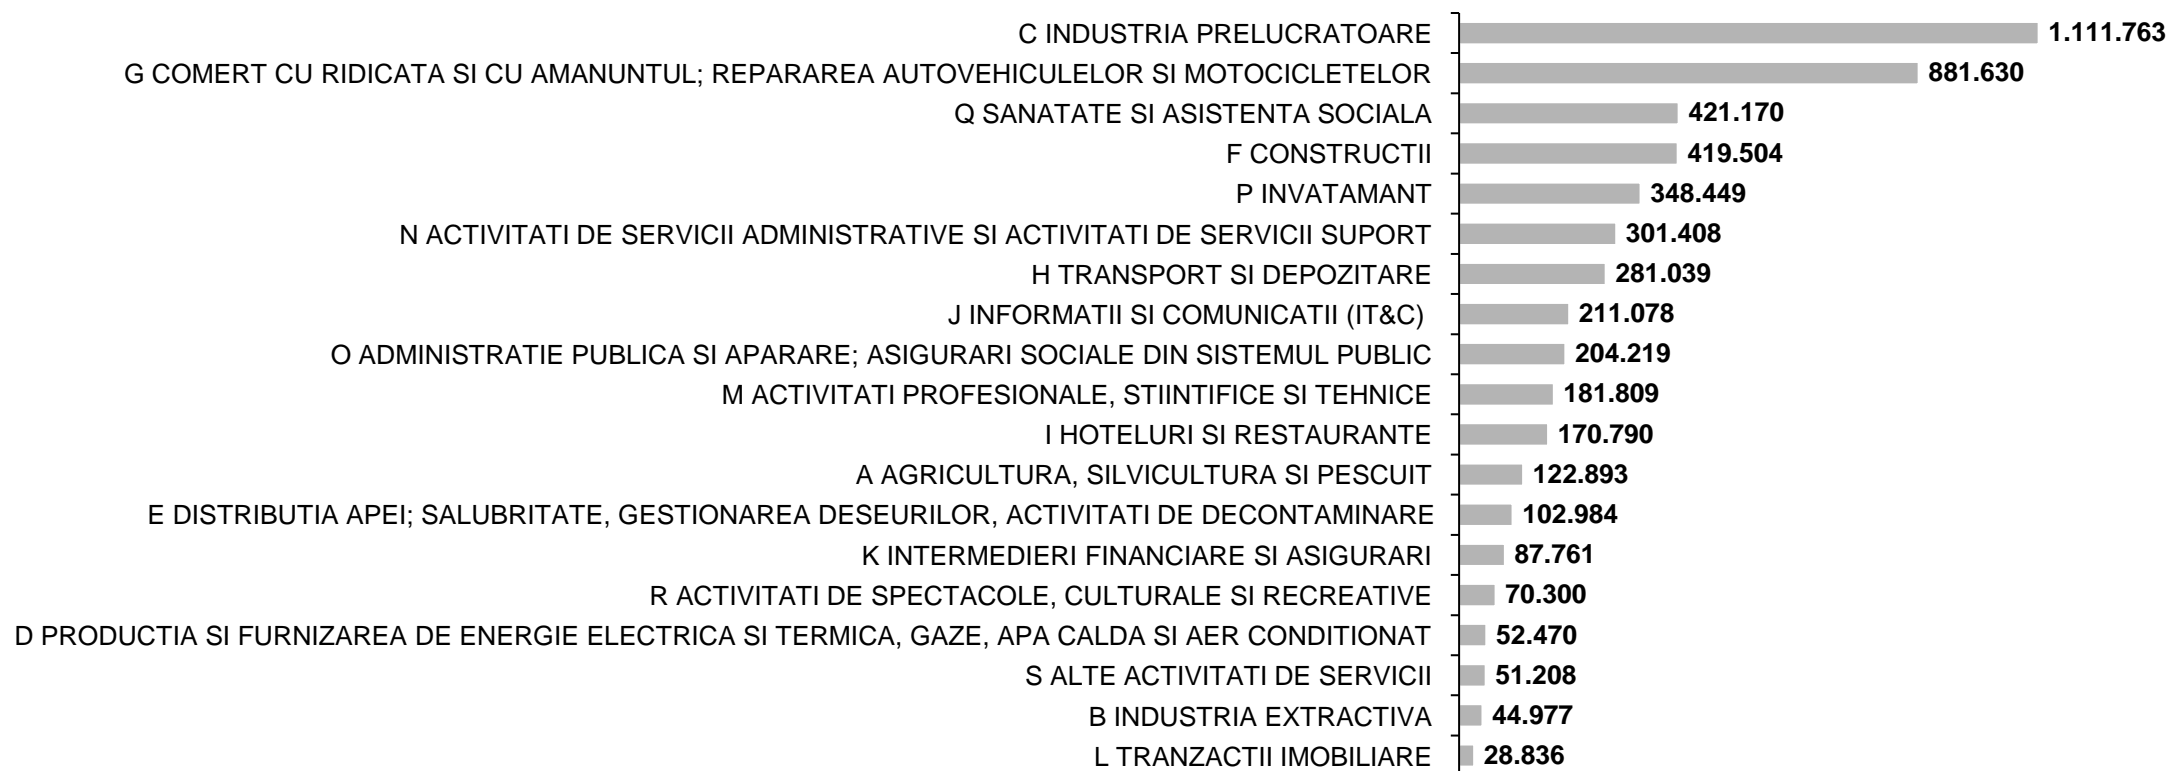 C INDUSTRIA PRELUCRATOARE 1.111.763
G COMERT CU RIDICATA SI CU AMANUNTUL; REPARAREA AUTOVEHICULELOR SI MOTOCICLETELOR 881.630
Q SANATATE SI ASISTENTA SOCIALA 421.170
F CONSTRUCTII 419.504
P INVATAMANT 348.449
N ACTIVITATI DE SERVICII ADMINISTRATIVE SI ACTIVITATI DE SERVICII SUPORT 301.408
H TRANSPORT SI DEPOZITARE 281.039
J INFORMATII SI COMUNICATII (IT&C) 211.078
O ADMINISTRATIE PUBLICA SI APARARE; ASIGURARI SOCIALE DIN SISTEMUL PUBLIC 204.219
M ACTIVITATI PROFESIONALE, STIINTIFICE SI TEHNICE 181.809
I HOTELURI SI RESTAURANTE 170.790
A AGRICULTURA, SILVICULTURA SI PESCUIT 122.893
E DISTRIBUTIA APEI; SALUBRITATE, GESTIONAREA DESEURILOR, ACTIVITATI DE DECONTAMINARE 102.984
K INTERMEDIERI FINANCIARE SI ASIGURARI 87.761
R ACTIVITATI DE SPECTACOLE, CULTURALE SI RECREATIVE 70.300
D PRODUCTIA SI FURNIZAREA DE ENERGIE ELECTRICA SI TERMICA, GAZE, APA CALDA SI AER CONDITIONAT 52.470
S ALTE ACTIVITATI DE SERVICII 51.208
B INDUSTRIA EXTRACTIVA 44.977
L TRANZACTII IMOBILIARE 28.836